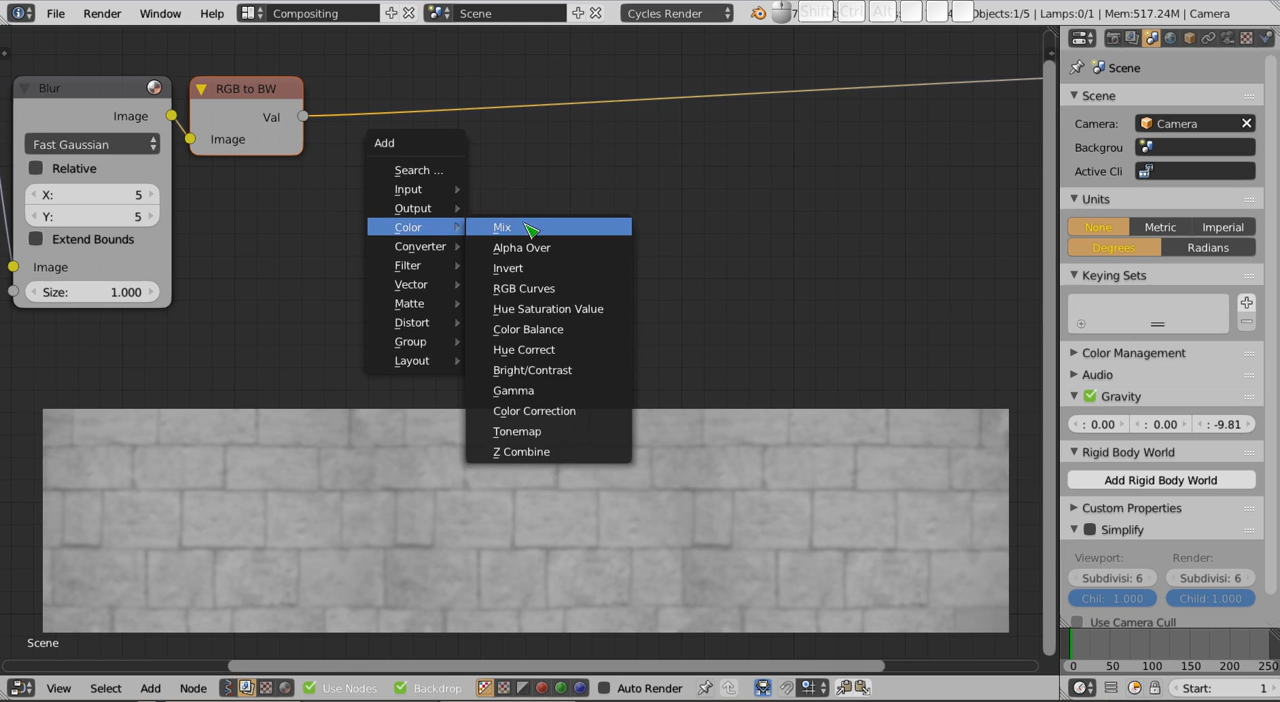 File Render Window Help Compositing Scene Cycles Render Shift Ctrl Alt Objects:1/5 | Lamps:0/1 | Mem:517.24M | Camera
Blur
Image
Fast Gaussian
Relative
X: 5
Y: 5
Extend Bounds
Image
Size: 1.000
RGB to BW
Val
Image
Add
Search ...
Input
Output
Color
Converter
Filter
Vector
Matte
Distort
Group
Layout
Mix
Alpha Over
Invert
RGB Curves
Hue Saturation Value
Color Balance
Hue Correct
Bright/Contrast
Gamma
Color Correction
Tonemap
Z Combine
Scene
View Select Add Node Use Nodes Backdrop Auto Render
Scene
Scene
Camera: Camera
Backgrou
Active Cli
Units
None Metric Imperial
Degrees Radians
Keying Sets
Color Management
Audio
Gravity
: 0.00 : 0.00 : -9.81
Rigid Body World
Add Rigid Body World
Custom Properties
Simplify
Viewport: Render:
Subdivisi: 6 Subdivisi: 6
Chil: 1.000 Child:1.000
Use Camera Cull
0 50 100 150 200 250
Start: 1